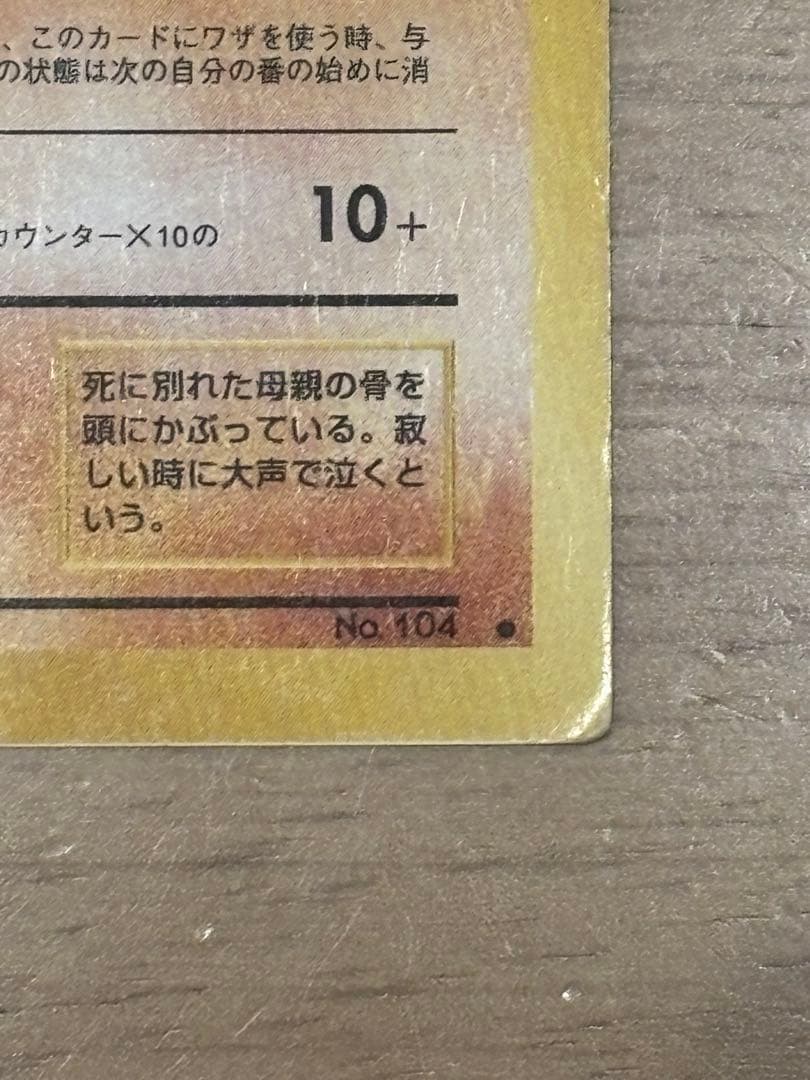 、このカードにワザを使う時、与
の状態は次の自分の番の始めに消
カウンター×10の
10+
死に別れた母親の骨を
頭にかぶっている。寂
しい時に大声で泣くと
いう。
No. 104 ●